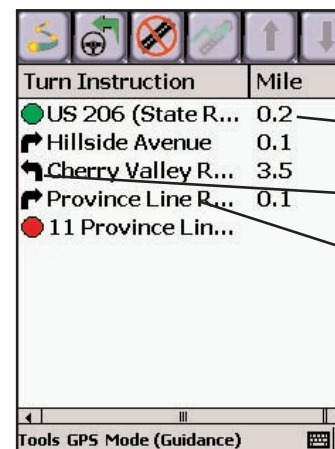 Turn Instruction Mile
US 206 (State R... 0.2
Hillside Avenue 0.1
Cherry Valley R... 3.5
Province Line R... 0.1
11 Province Lin...
Tools GPS Mode (Guidance)